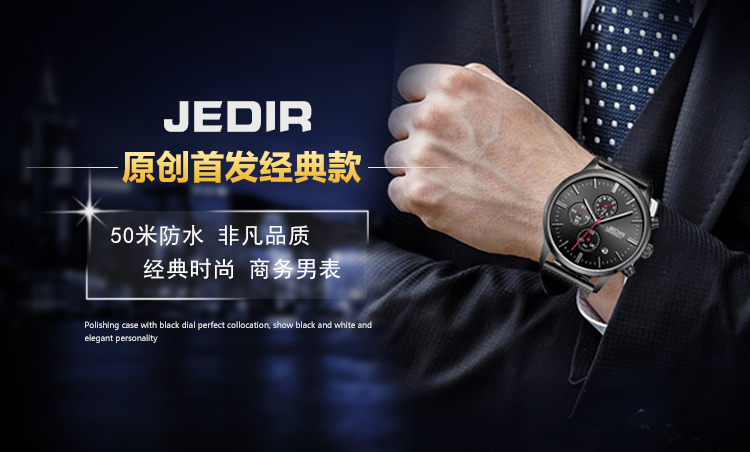 JEDIR
原创首发经典款
50米防水 非凡品质
经典时尚 商务男表
Polishing case with black dial perfect collocation, show black and white and
elegant personality
JEDIR